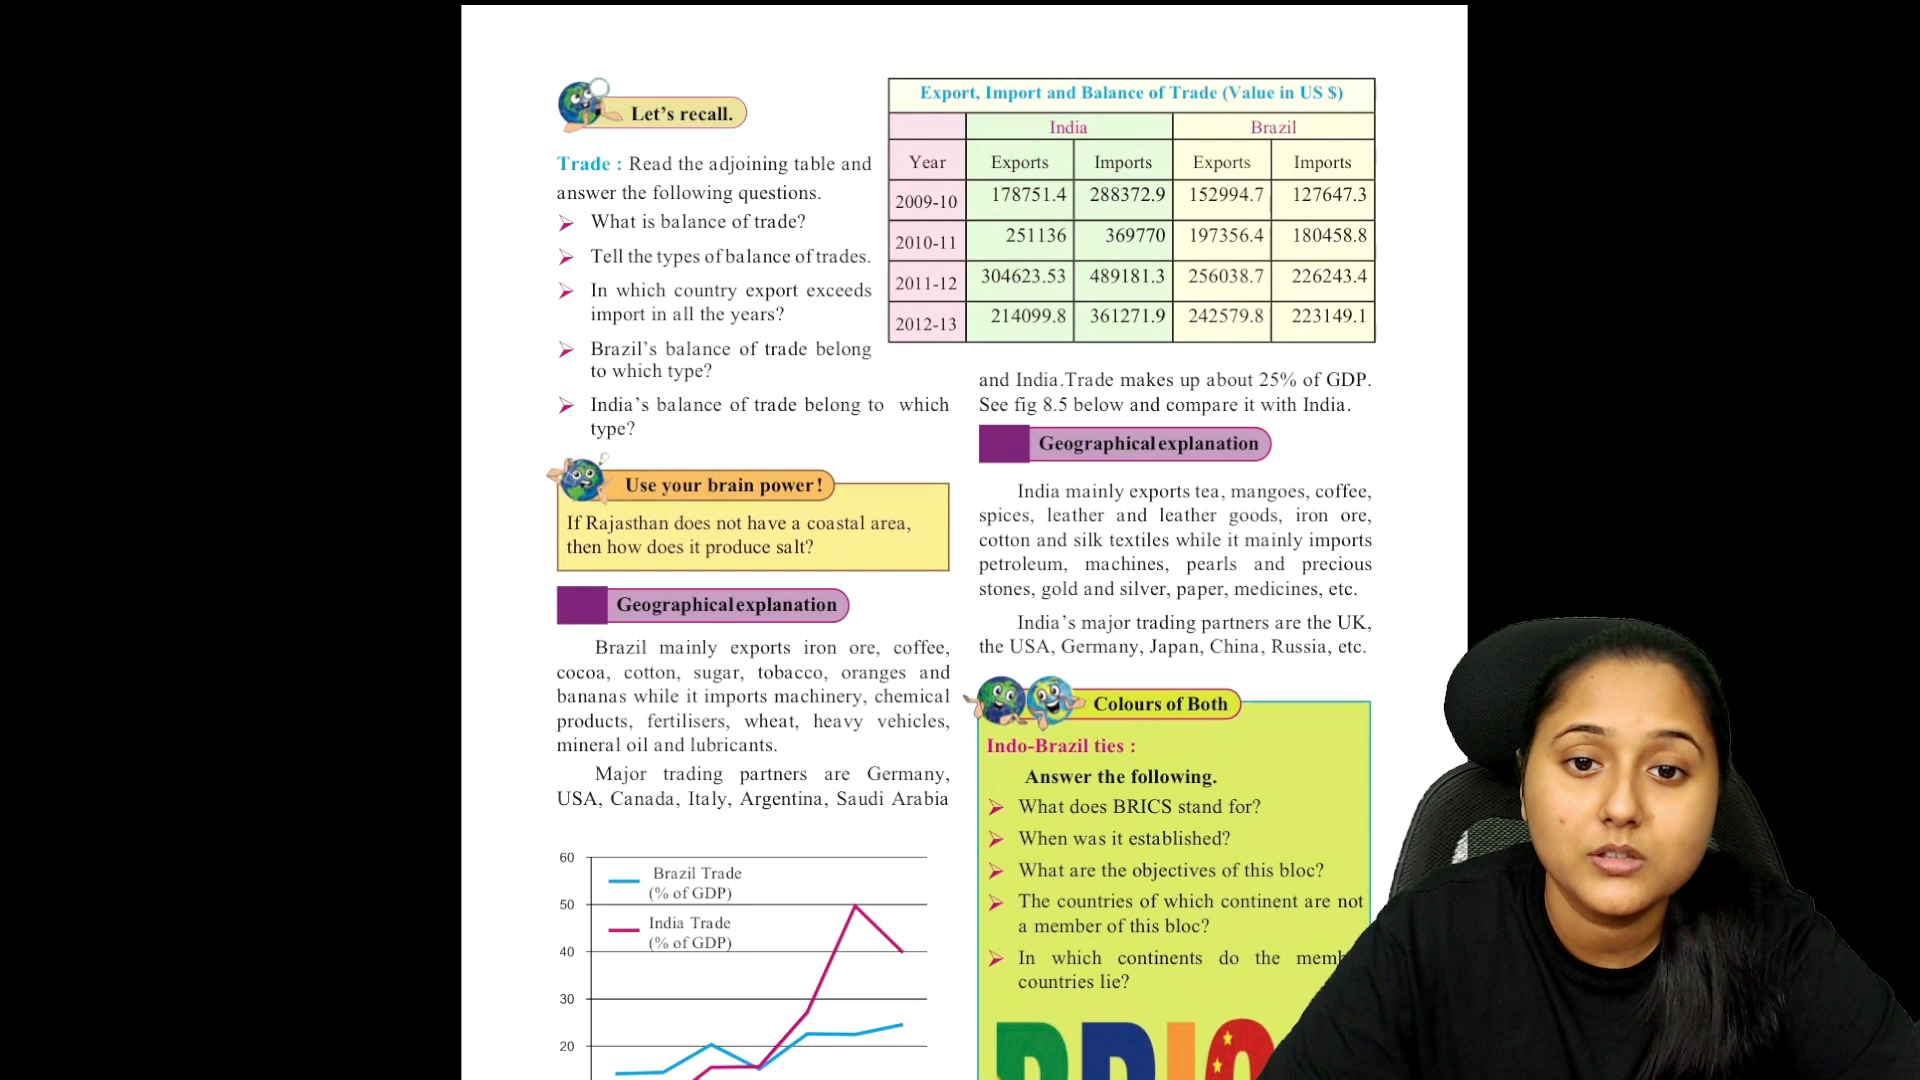 Let's recall.
Trade : Read the adjoining table and
answer the following questions.
What is balance of trade?
Tell the types of balance of trades.
In which country export exceeds
import in all the years?
Brazil's balance of trade belong
to which type?
India's balance of trade belong to which
type?
Use your brain power!
If Rajasthan does not have a coastal area,
then how does it produce salt?
Geographical explanation
Brazil mainly exports iron ore, coffee,
cocoa, cotton, sugar, tobacco, oranges and
bananas while it imports machinery, chemical
products, fertilisers, wheat, heavy vehicles,
mineral oil and lubricants.
Major trading partners are Germany,
USA, Canada, Italy, Argentina, Saudi Arabia
60
Brazil Trade
(% of GDP)
50
India Trade
(% of GDP)
40
30
20
Export, Import and Balance of Trade (Value in US $)
India Brazil
Year Exports Imports Exports Imports
2009-10 178751.4 288372.9 152994.7 127647.3
2010-11 251136 369770 197356.4 180458.8
2011-12 304623.53 489181.3 256038.7 226243.4
2012-13 214099.8 361271.9 242579.8 223149.1
and India.Trade makes up about 25% of GDP.
See fig 8.5 below and compare it with India.
Geographical explanation
India mainly exports tea, mangoes, coffee,
spices, leather and leather goods, iron ore,
cotton and silk textiles while it mainly imports
petroleum, machines, pearls and precious
stones, gold and silver, paper, medicines, etc.
India's major trading partners are the UK,
the USA, Germany, Japan, China, Russia, etc.
Colours of Both
Indo-Brazil ties :
Answer the following.
What does BRICS stand for?
When was it established?
What are the objectives of this bloc?
The countries of which continent are not
a member of this bloc?
In which continents do the
countries lie?